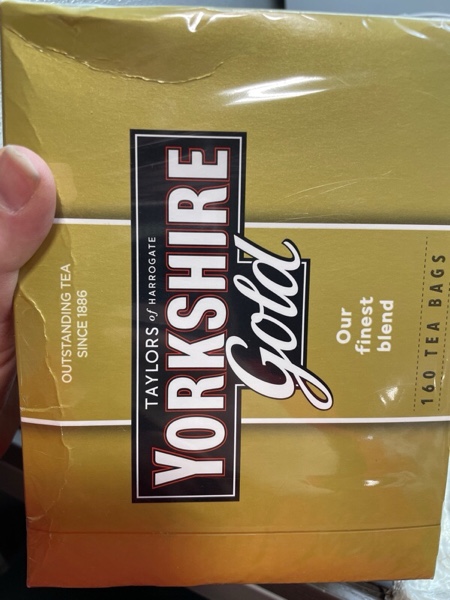 OUTSTANDING TEA
SINCE 1886
TAYLORS of HARROGATE
YORKSHIRE
Gold
Our
finest
blend
160 TEA BAGS